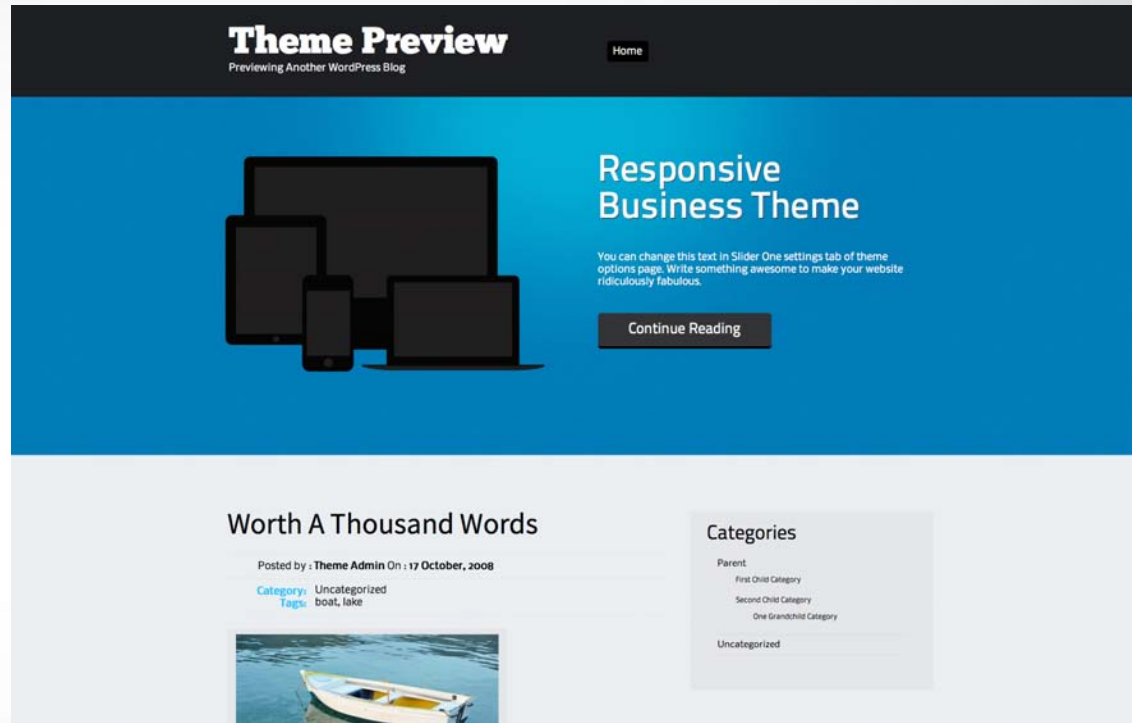 Theme Preview
Previewing Another WordPress Blog
Home
Responsive
Business Theme
You can change this text in Slider One settings tab of theme
options page. Write something awesome to make your website
ridiculously fabulous.
Continue Reading
Worth A Thousand Words
Posted by : Theme Admin On : 17 October, 2008
Category: Uncategorized
Tags: boat, lake
Categories
Parent
First Child Category
Second Child Category
One Grandchild Category
Uncategorized